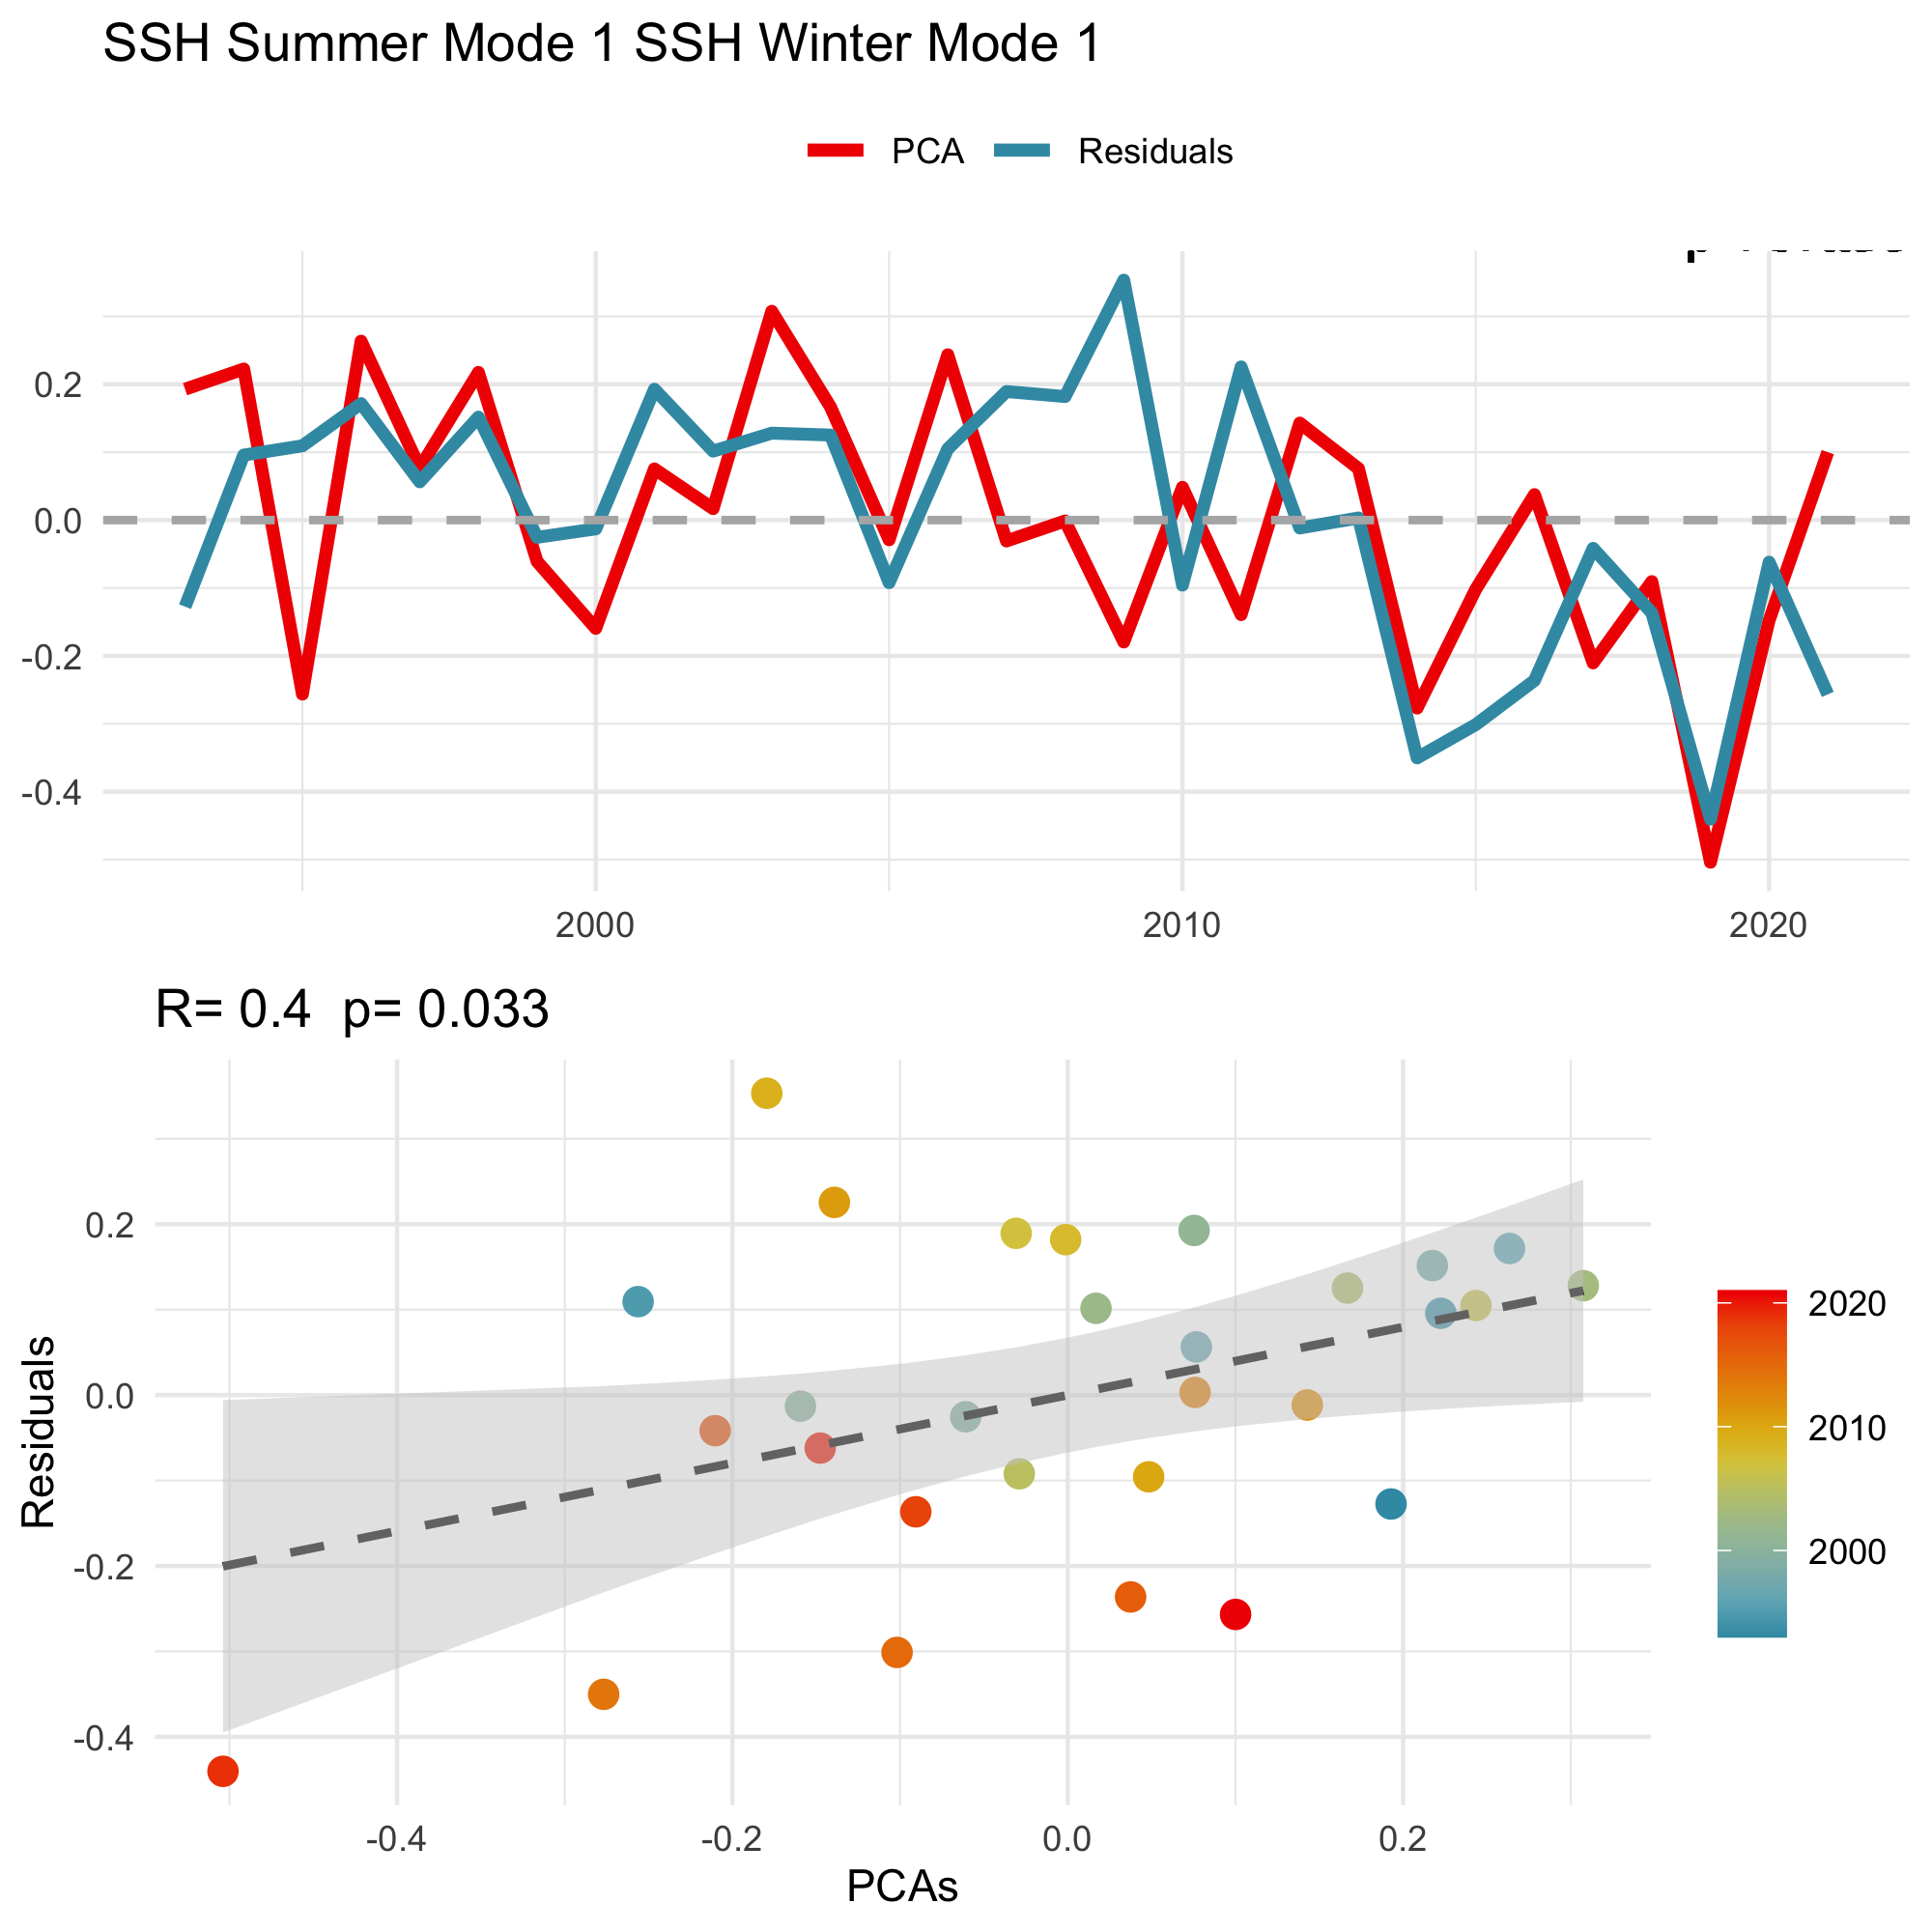 SSH Summer Mode 1 SSH Winter Mode 1
PCA Residuals
0.2
0.0
-0.2
-0.4
2000 2010 2020
R= 0.4 p= 0.033
Residuals
0.2
0.0
-0.2
-0.4
-0.4 -0.2 0.0 0.2
PCAs
2020
2010
2000